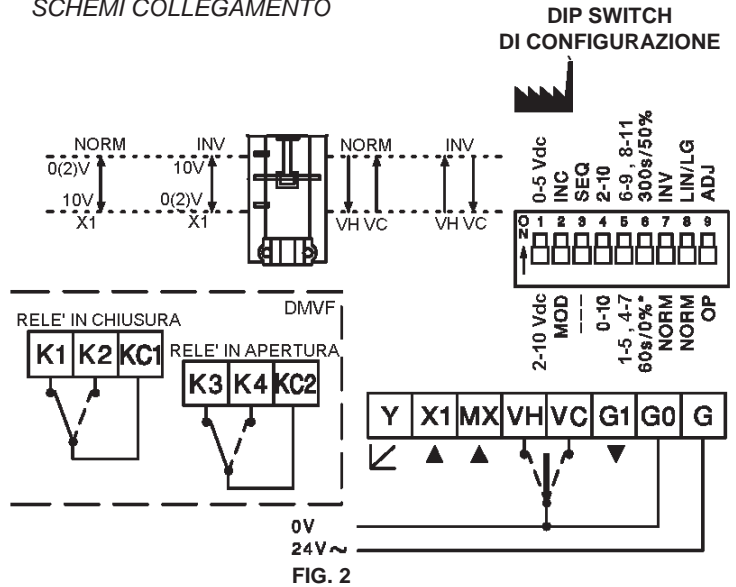 SCHEMI COLLEGAMENTO
DIP SWITCH
DI CONFIGURAZIONE
NORM
INV
NORM
INV
0(2)V
10V
10V
0(2)V
X1
X1
VH VC
VH VC
0-5 Vdc
INC
SEQ
2-10
6-9 , 8-11
300s/50%
INV
LIN/LG
ADJ
ON
1 2 3 4 5 6 7 8 9
2-10 Vdc
MOD
---
0-10
1-5 , 4-7
60s/0%*
NORM
NORM
OP
DMVF
RELE' IN CHIUSURA
K1 K2 KC1
RELE' IN APERTURA
K3 K4 KC2
Y X1 MX VH VC G1 G0 G
0V
24V~
FIG. 2